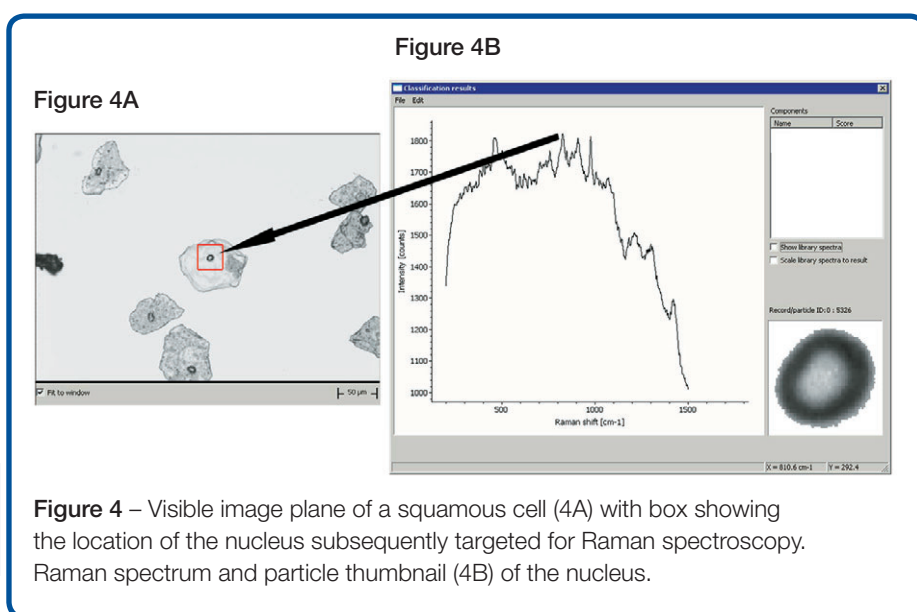 Figure 4B
Figure 4A
Classification results
File Edit
Components
Name Score
Intensity [counts]
1800
1700
1600
1500
1400
1300
1200
1100
1000
500 1000 1500
Raman shift [cm-1]
Show library spectra
Scale library spectra to result
Record/particle ID: 0 : 5326
Fit to window
50 µm
X = 810.6 cm-1 Y = 292.4
Figure 4 – Visible image plane of a squamous cell (4A) with box showing
the location of the nucleus subsequently targeted for Raman spectroscopy.
Raman spectrum and particle thumbnail (4B) of the nucleus.